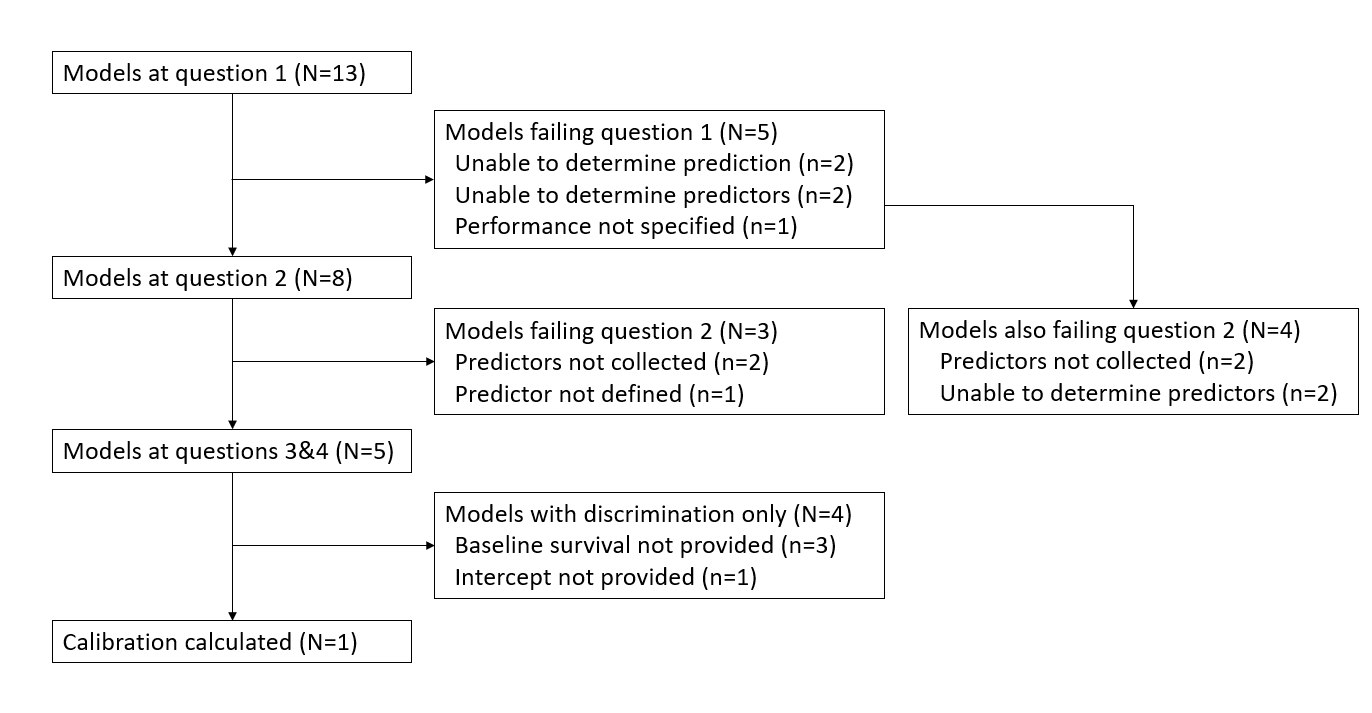 Models at question 1 (N=13)
Models failing question 1 (N=5)
Unable to determine prediction (n=2)
Unable to determine predictors (n=2)
Performance not specified (n=1)
Models at question 2 (N=8)
Models failing question 2 (N=3)
Predictors not collected (n=2)
Predictor not defined (n=1)
Models also failing question 2 (N=4)
Predictors not collected (n=2)
Unable to determine predictors (n=2)
Models at questions 3&4 (N=5)
Models with discrimination only (N=4)
Baseline survival not provided (n=3)
Intercept not provided (n=1)
Calibration calculated (N=1)